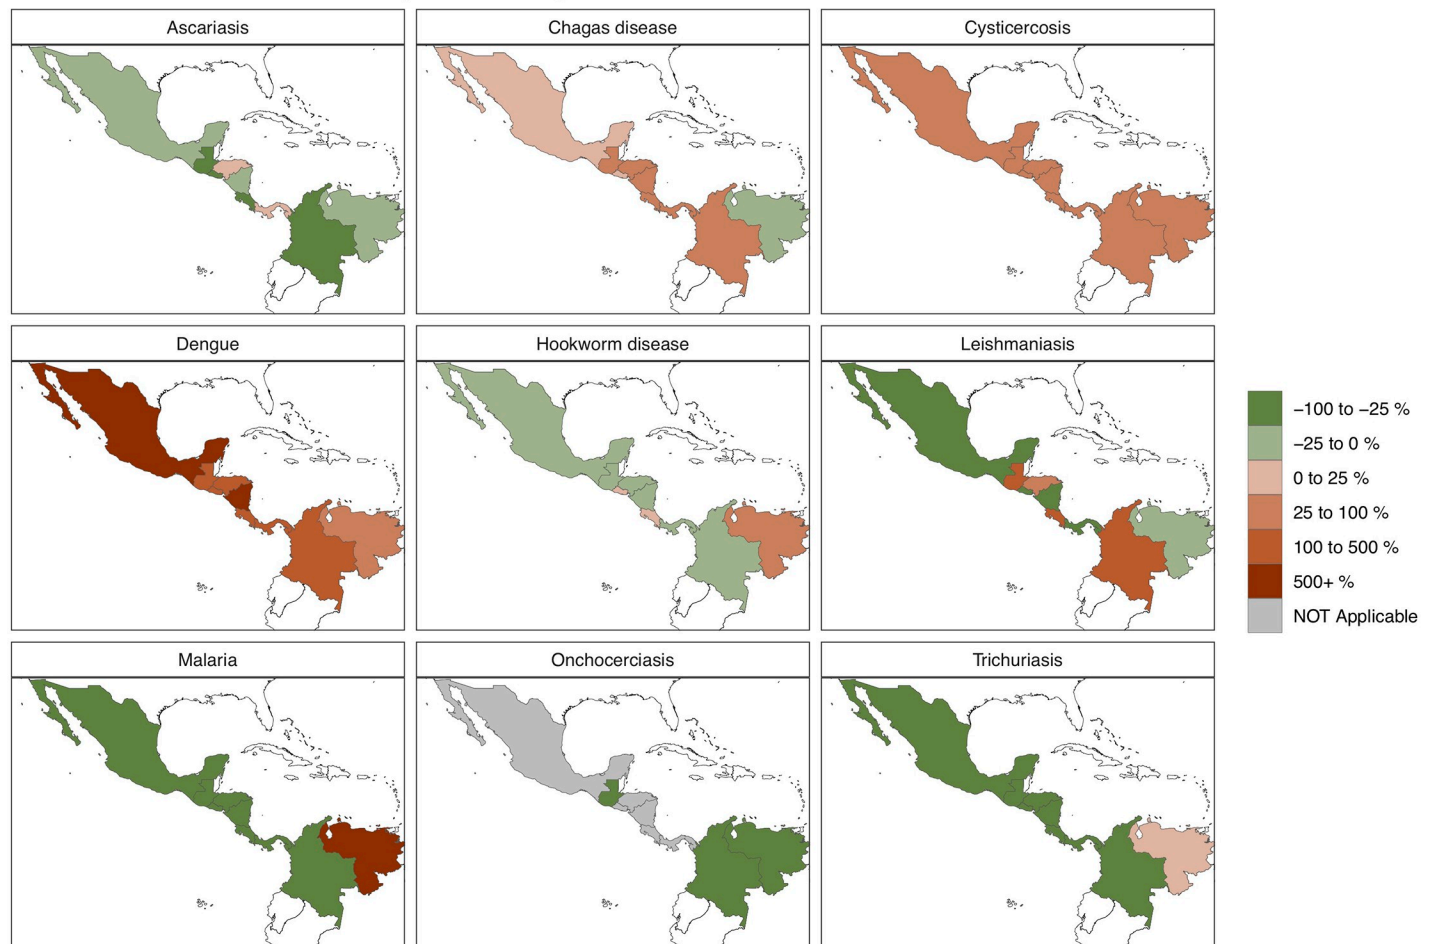 Ascariasis
Chagas disease
Cysticercosis
Dengue
Hookworm disease
Leishmaniasis
−100 to −25 %
−25 to 0 %
0 to 25 %
25 to 100 %
100 to 500 %
500+ %
NOT Applicable
Malaria
Onchocerciasis
Trichuriasis